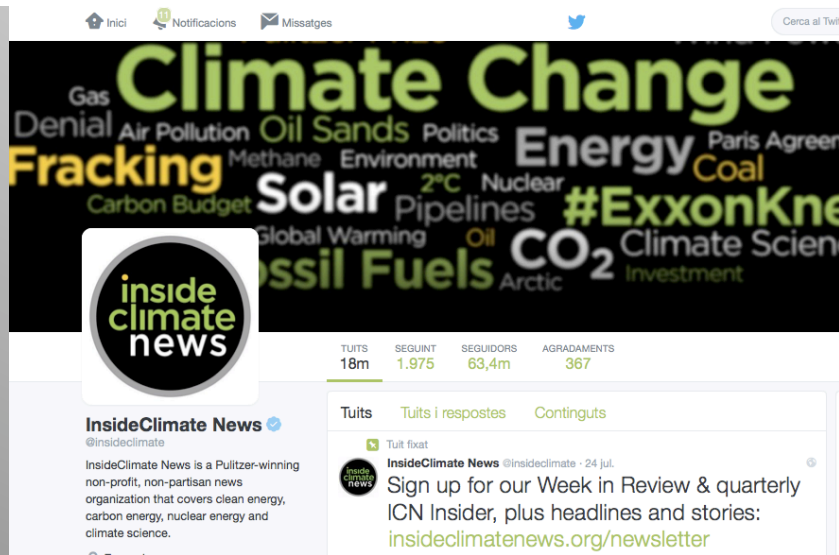 Inici
11
Notificacions
Missatges
Climate Change
Gas
Denial Air Pollution Oil Sands Politics Energy Paris
Fracking Methane Environment Coal
Carbon Budget Solar 2°C Nuclear
Pipelines
Global Warming Oil CO2 Climate
Fuels Arctic Investment
inside
climate
news
TUITS SEGUINT SEGUIDORS AGRADAMENTS
18m 1.975 63,4m 367
InsideClimate News
@insideclimate
InsideClimate News is a Pulitzer-winning
non-profit, non-partisan news
organization that covers clean energy,
carbon energy, nuclear energy and
climate science.
Tuits Tuits i respostes Continguts
Tuit fixat
InsideClimate News @insideclimate · 24 jul.
Sign up for our Week in Review & quarterly
ICN Insider, plus headlines and stories:
insideclimatenews.org/newsletter
Cerca al